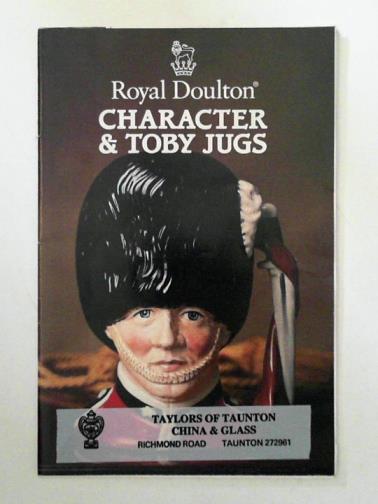 Royal Doulton®
CHARACTER
& TOBY JUGS
TAYLORS OF TAUNTON
CHINA & GLASS
RICHMOND ROAD TAUNTON 272961